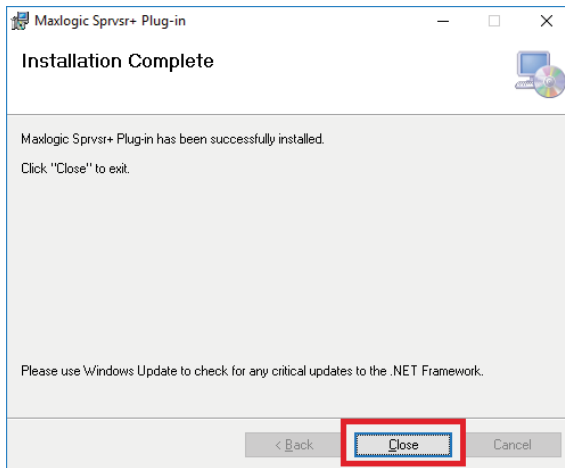 Maxlogic Sprvsr+ Plug-in
Installation Complete
Maxlogic Sprvsr+ Plug-in has been successfully installed.
Click "Close" to exit.
Please use Windows Update to check for any critical updates to the .NET Framework.
< Back Close Cancel